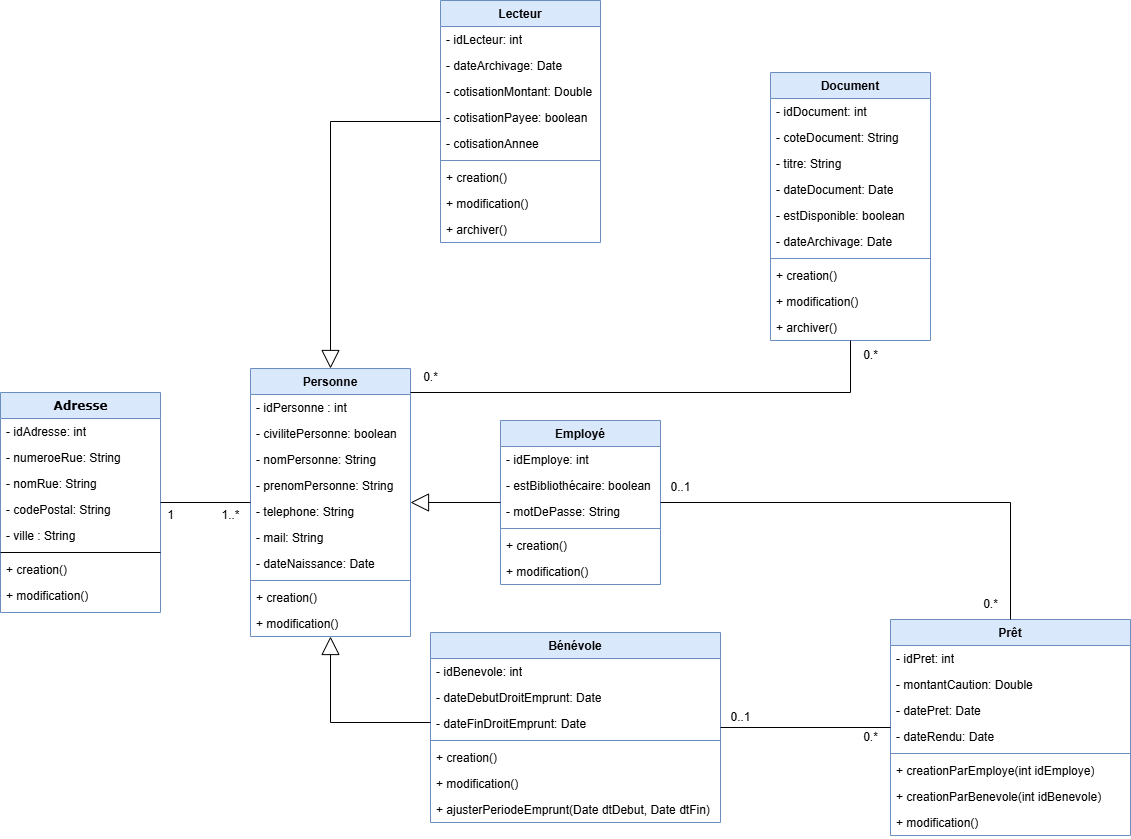 Lecteur
- idLecteur: int
- dateArchivage: Date
- cotisationMontant: Double
- cotisationPayee: boolean
- cotisationAnnee
+ creation()
+ modification()
+ archiver()
Document
- idDocument: int
- coteDocument: String
- titre: String
- dateDocument: Date
- estDisponible: boolean
- dateArchivage: Date
+ creation()
+ modification()
+ archiver()
0.*
0.*
Personne
- idPersonne : int
- civilitePersonne: boolean
- nomPersonne: String
- prenomPersonne: String
- telephone: String
- mail: String
- dateNaissance: Date
+ creation()
+ modification()
Adresse
- idAdresse: int
- numeroeRue: String
- nomRue: String
- codePostal: String
- ville : String
+ creation()
+ modification()
1
1..*
Employé
- idEmploye: int
- estBibliothécaire: boolean
- motDePasse: String
+ creation()
+ modification()
0..1
0.*
Bénévole
- idBenevole: int
- dateDebutDroitEmprunt: Date
- dateFinDroitEmprunt: Date
+ creation()
+ modification()
+ ajusterPeriodeEmprunt(Date dtDebut, Date dtFin)
0..1
0.*
Prêt
- idPret: int
- montantCaution: Double
- datePret: Date
- dateRendu: Date
+ creationParEmploye(int idEmploye)
+ creationParBenevole(int idBenevole)
+ modification()